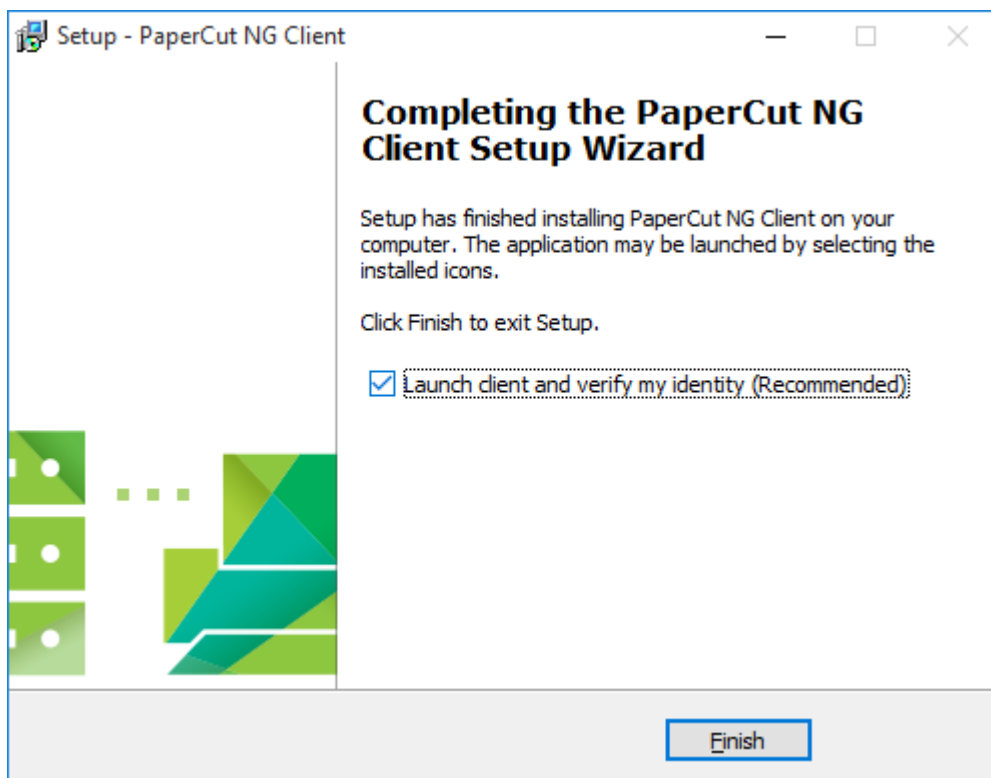 Setup - PaperCut NG Client
Completing the PaperCut NG
Client Setup Wizard
Setup has finished installing PaperCut NG Client on your
computer. The application may be launched by selecting the
installed icons.
Click Finish to exit Setup.
Launch client and verify my identity (Recommended)
Finish